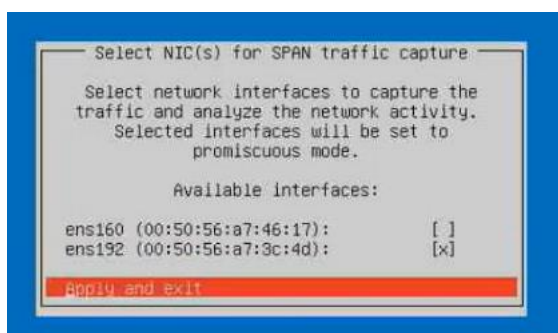 Select NIC(s) for SPAN traffic capture
Select network interfaces to capture the
traffic and analyze the network activity.
Selected interfaces will be set to
promiscuous mode.
Available interfaces:
ens160 (00:50:56:a7:46:17): [ ]
ens192 (00:50:56:a7:3c:4d): [x]
Apply and exit